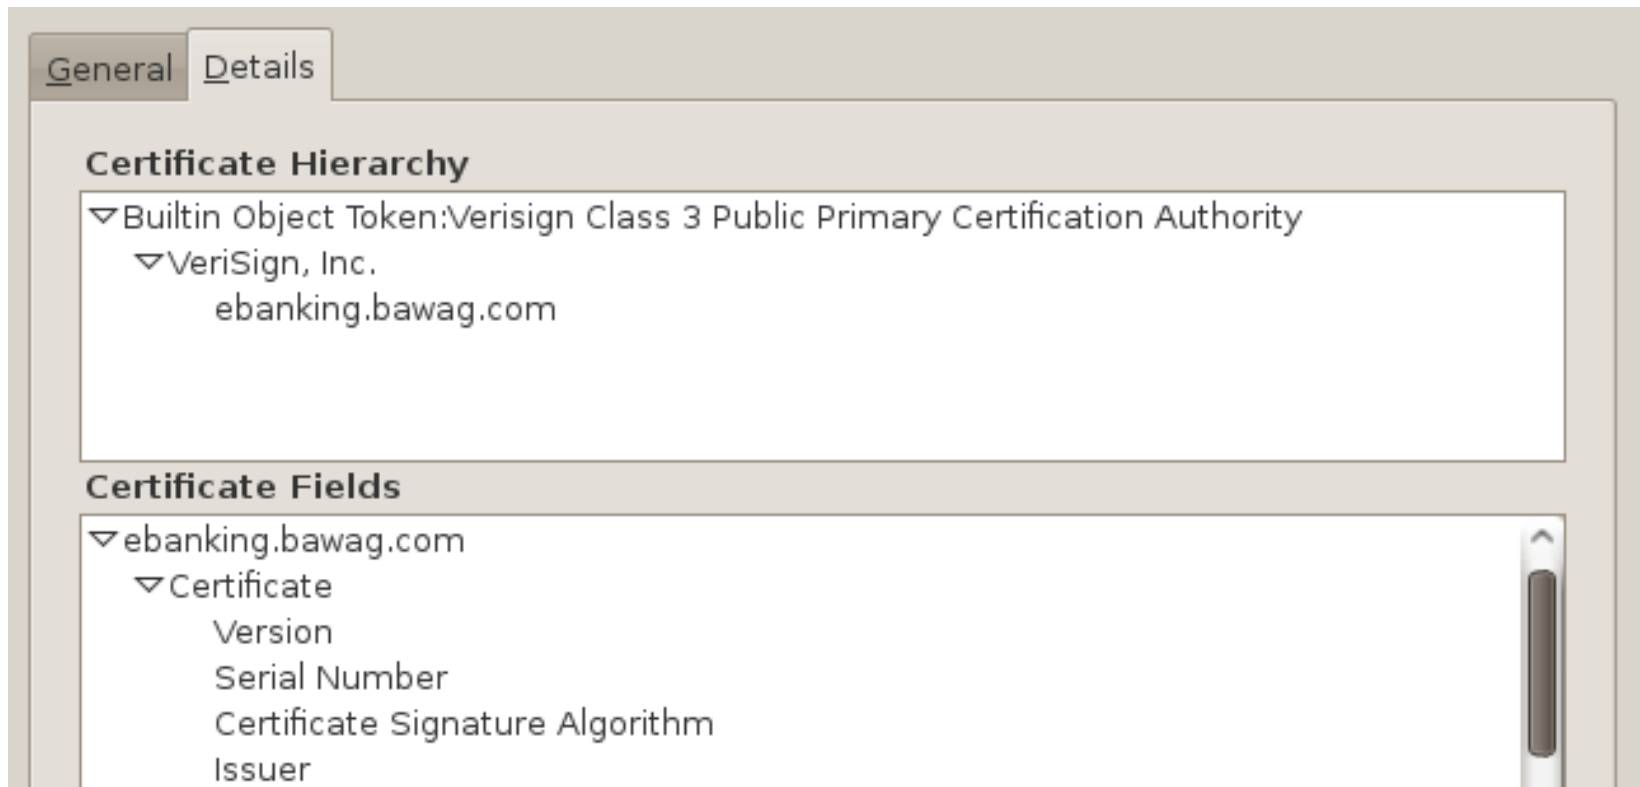 General Details
Certificate Hierarchy
Builtin Object Token:Verisign Class 3 Public Primary Certification Authority
VeriSign, Inc.
ebanking.bawag.com
Certificate Fields
ebanking.bawag.com
Certificate
Version
Serial Number
Certificate Signature Algorithm
Issuer